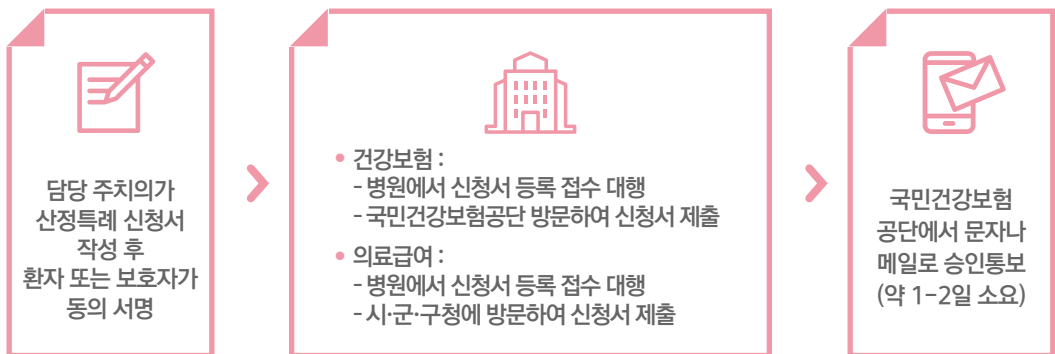 담당 주치의가
산정특례 신청서
작성 후
환자 또는 보호자가
동의 서명
• 건강보험 :
- 병원에서 신청서 등록 접수 대행
- 국민건강보험공단 방문하여 신청서 제출
• 의료급여 :
- 병원에서 신청서 등록 접수 대행
- 시·군·구청에 방문하여 신청서 제출
국민건강보험
공단에서 문자나
메일로 승인통보
(약 1-2일 소요)